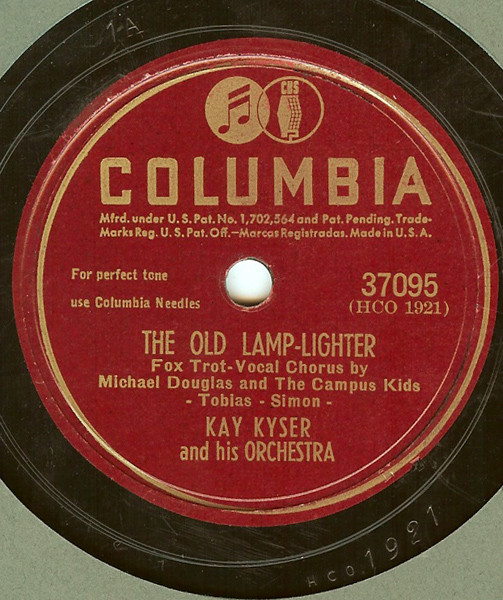 1A
CBS
COLUMBIA
Mfrd. under U.S. Pat. No. 1,702,564 and Pat. Pending. Trade-
Marks Reg. U.S. Pat. Off.—Marcas Registradas. Made in U.S.A.
For perfect tone
use Columbia Needles
37095
(HCO 1921)
THE OLD LAMP-LIGHTER
Fox Trot-Vocal Chorus by
Michael Douglas and The Campus Kids
- Tobias - Simon -
KAY KYSER
and his ORCHESTRA
HCO.1921